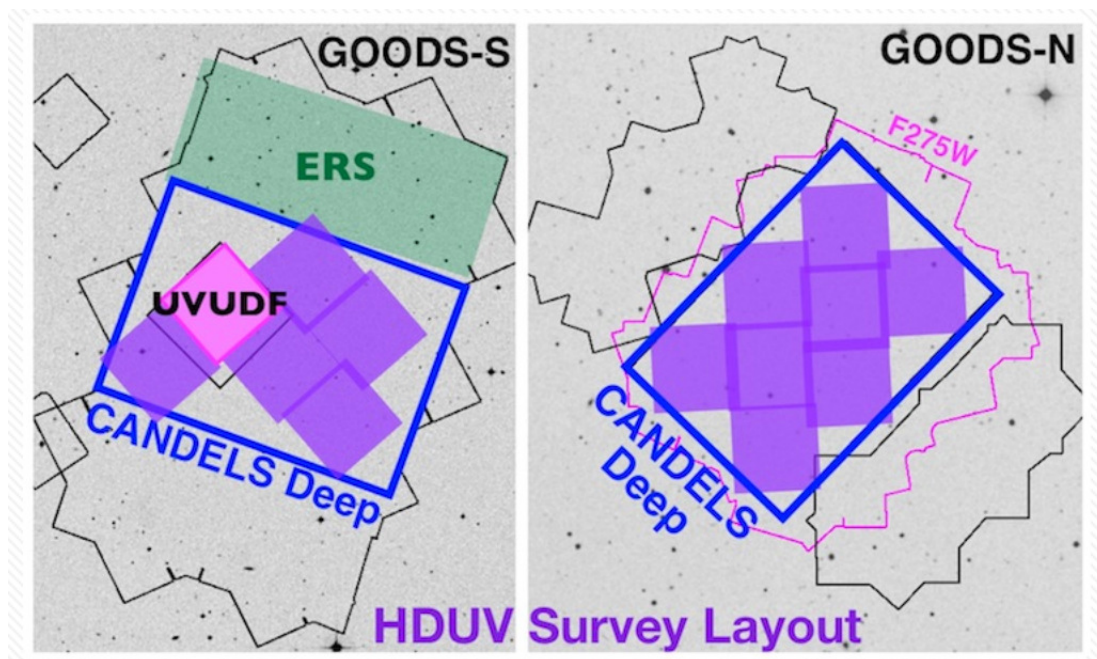 GOODS-S
ERS
UVUDF
CANDELS Deep
GOODS-N
F275W
CANDELS
Deep
HDUV Survey Layout